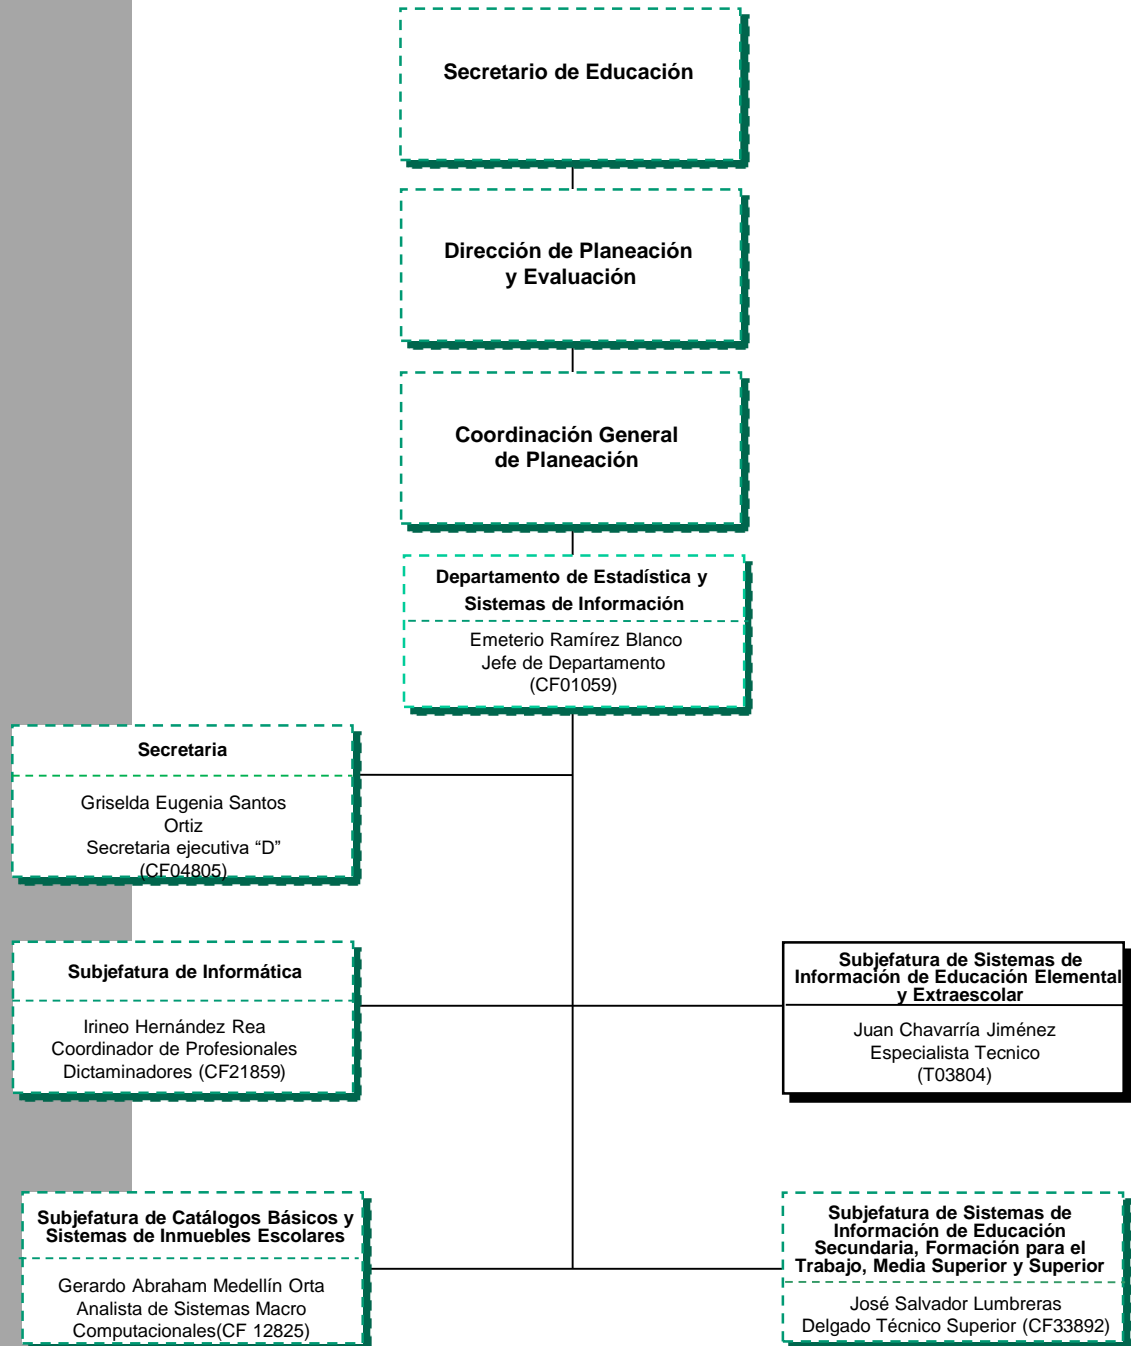 Secretario de Educación
Dirección de Planeación
y Evaluación
Coordinación General
de Planeación
Departamento de Estadística y
Sistemas de Información
Emeterio Ramírez Blanco
Jefe de Departamento
(CF01059)
Secretaria
Griselda Eugenia Santos
Ortiz
Secretaria ejecutiva “D”
(CF04805)
Subjefatura de Informática
Irineo Hernández Rea
Coordinador de Profesionales
Dictaminadores (CF21859)
Subjefatura de Sistemas de
Información de Educación Elemental
y Extraescolar
Juan Chavarría Jiménez
Especialista Tecnico
(T03804)
Subjefatura de Catálogos Básicos y
Sistemas de Inmuebles Escolares
Gerardo Abraham Medellín Orta
Analista de Sistemas Macro
Computacionales(CF 12825)
Subjefatura de Sistemas de
Información de Educación
Secundaria, Formación para el
Trabajo, Media Superior y Superior
José Salvador Lumbreras
Delgado Técnico Superior (CF33892)